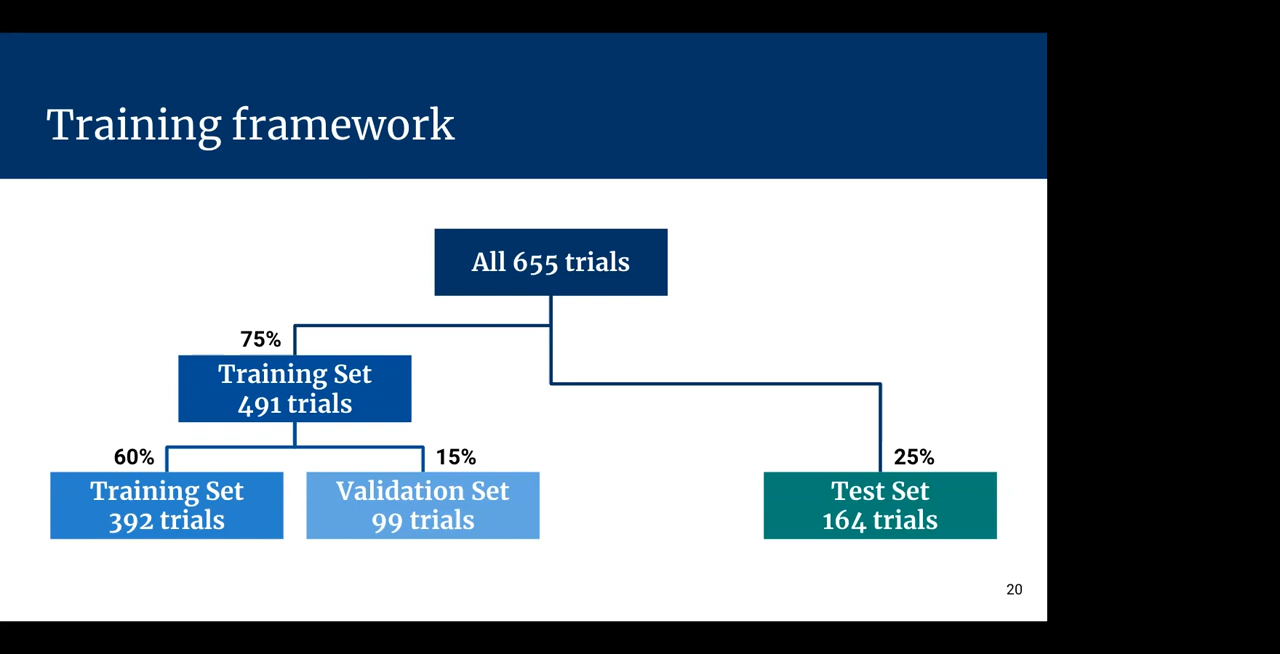 Training framework
All 655 trials
75%
Training Set
491 trials
60%
15%
25%
Training Set
392 trials
Validation Set
99 trials
Test Set
164 trials
20